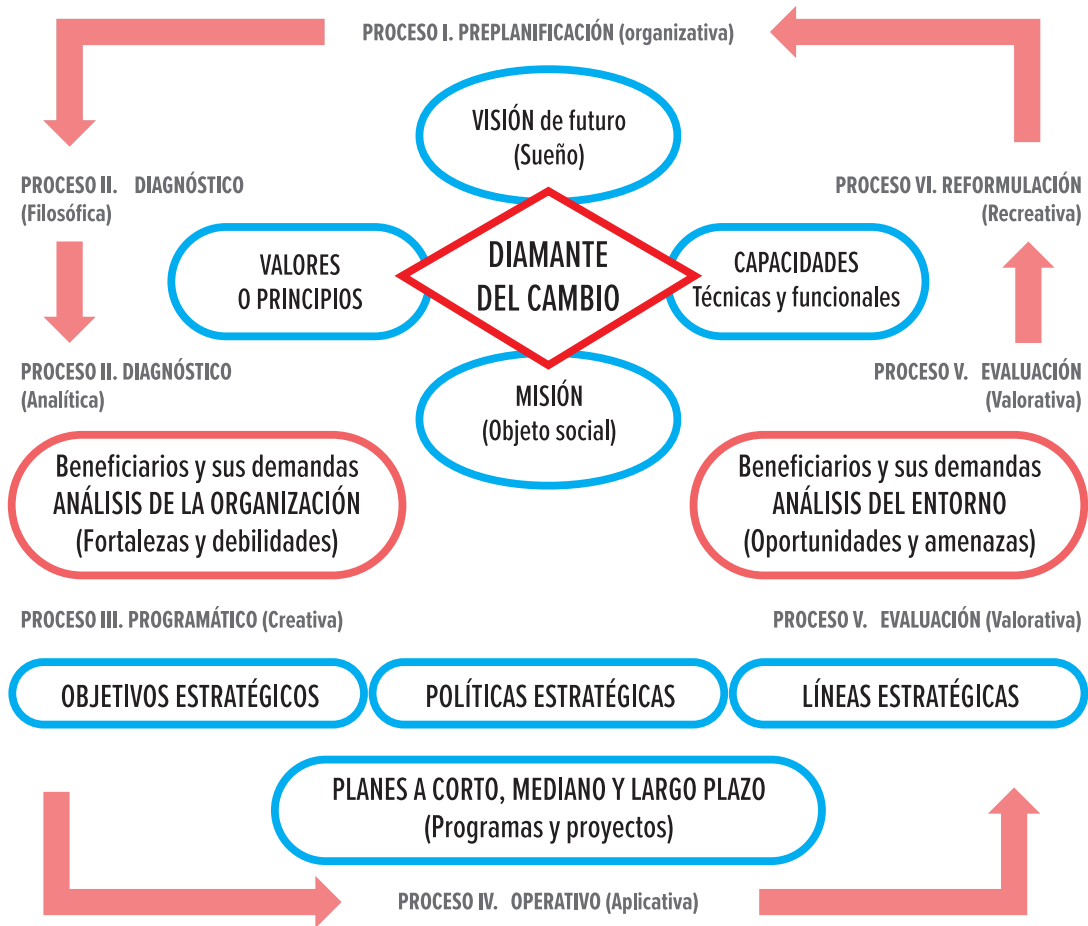 PROCESO I. PREPLANIFICACIÓN (organizativa)
VISIÓN de futuro
(Sueño)
PROCESO II. DIAGNÓSTICO
(Filosófica)
PROCESO VI. REFORMULACIÓN
(Recreativa)
VALORES
O PRINCIPIOS
DIAMANTE
DEL CAMBIO
CAPACIDADES
Técnicas y funcionales
PROCESO II. DIAGNÓSTICO
(Analítica)
MISIÓN
(Objeto social)
PROCESO V. EVALUACIÓN
(Valorativa)
Beneficiarios y sus demandas
ANÁLISIS DE LA ORGANIZACIÓN
(Fortalezas y debilidades)
Beneficiarios y sus demandas
ANÁLISIS DEL ENTORNO
(Oportunidades y amenazas)
PROCESO III. PROGRAMÁTICO (Creativa)
PROCESO V. EVALUACIÓN (Valorativa)
OBJETIVOS ESTRATÉGICOS
POLÍTICAS ESTRATÉGICAS
LÍNEAS ESTRATÉGICAS
PLANES A CORTO, MEDIANO Y LARGO PLAZO
(Programas y proyectos)
PROCESO IV. OPERATIVO (Aplicativa)